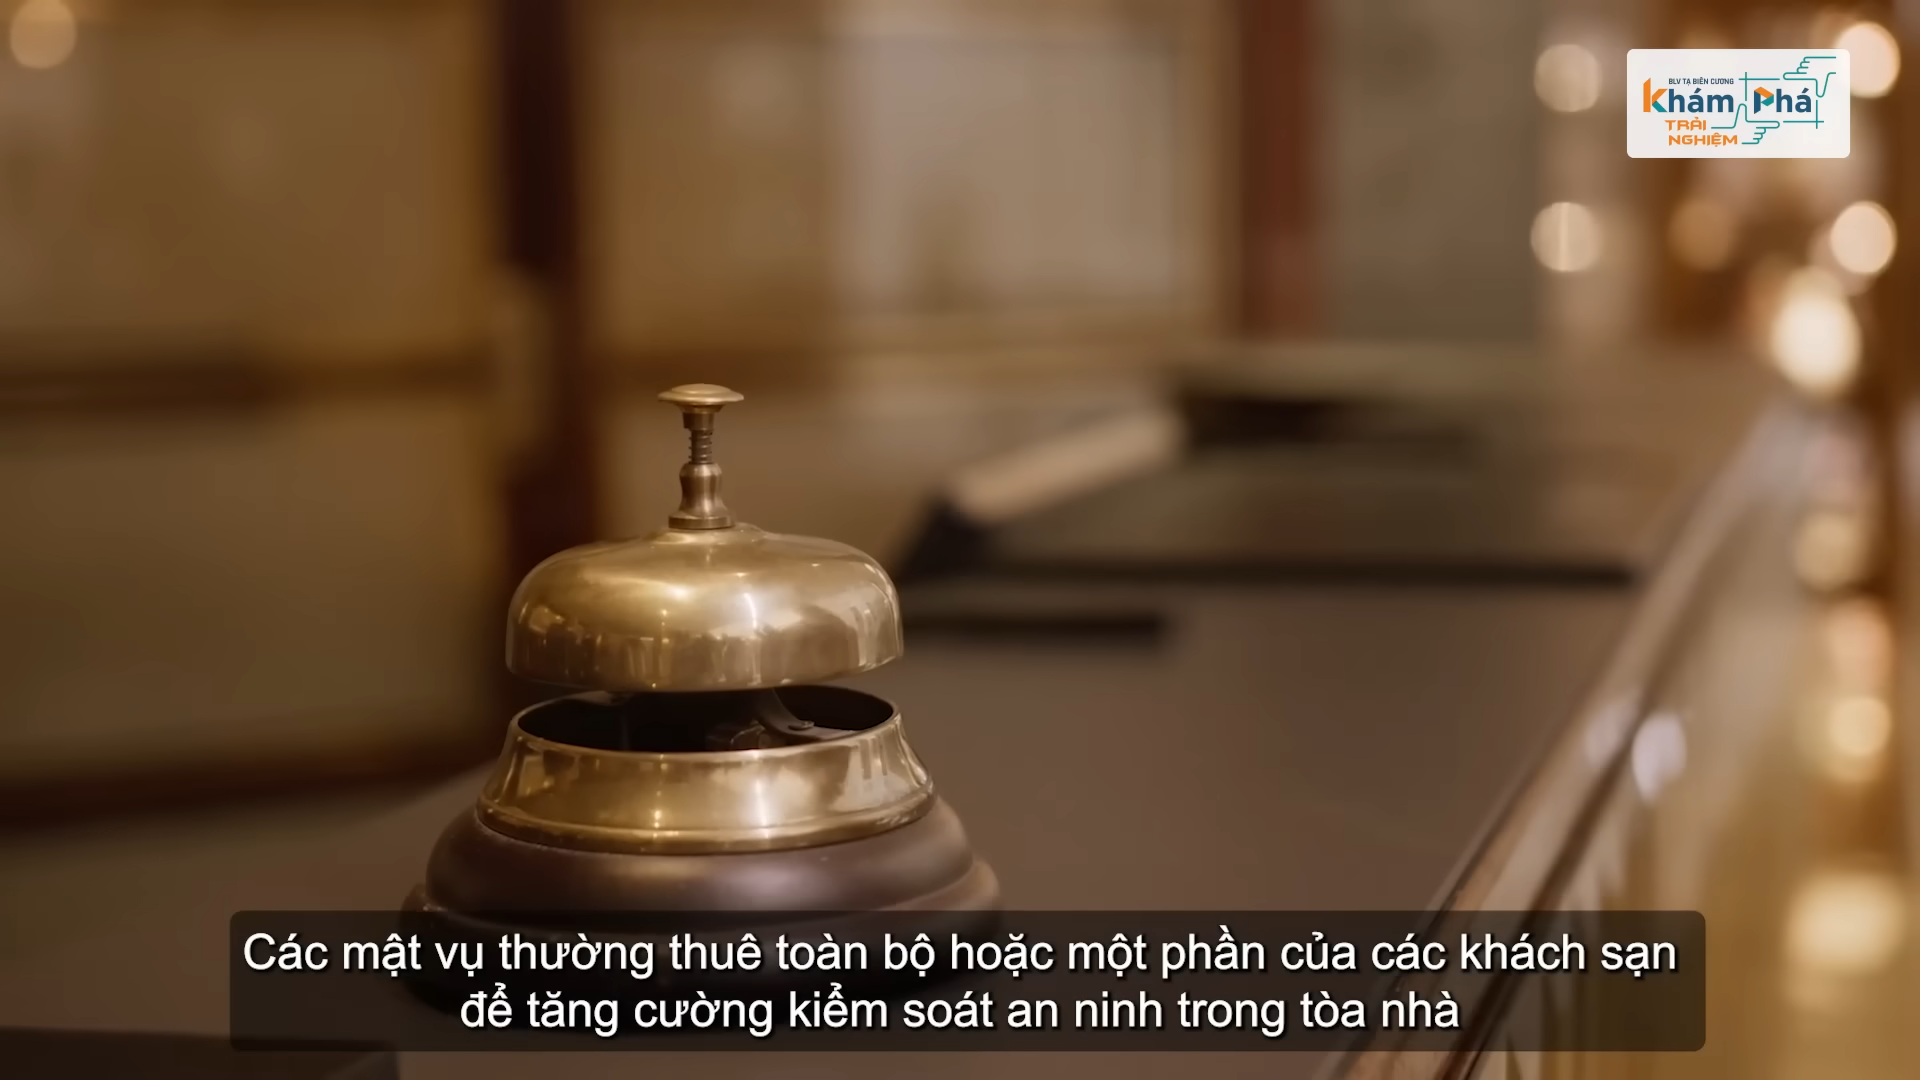 BLV TẠ BIÊN CƯƠNG
Khám Phá
TRẢI
NGHIỆM
Các mật vụ thường thuê toàn bộ hoặc một phần của các khách sạn
để tăng cường kiểm soát an ninh trong tòa nhà